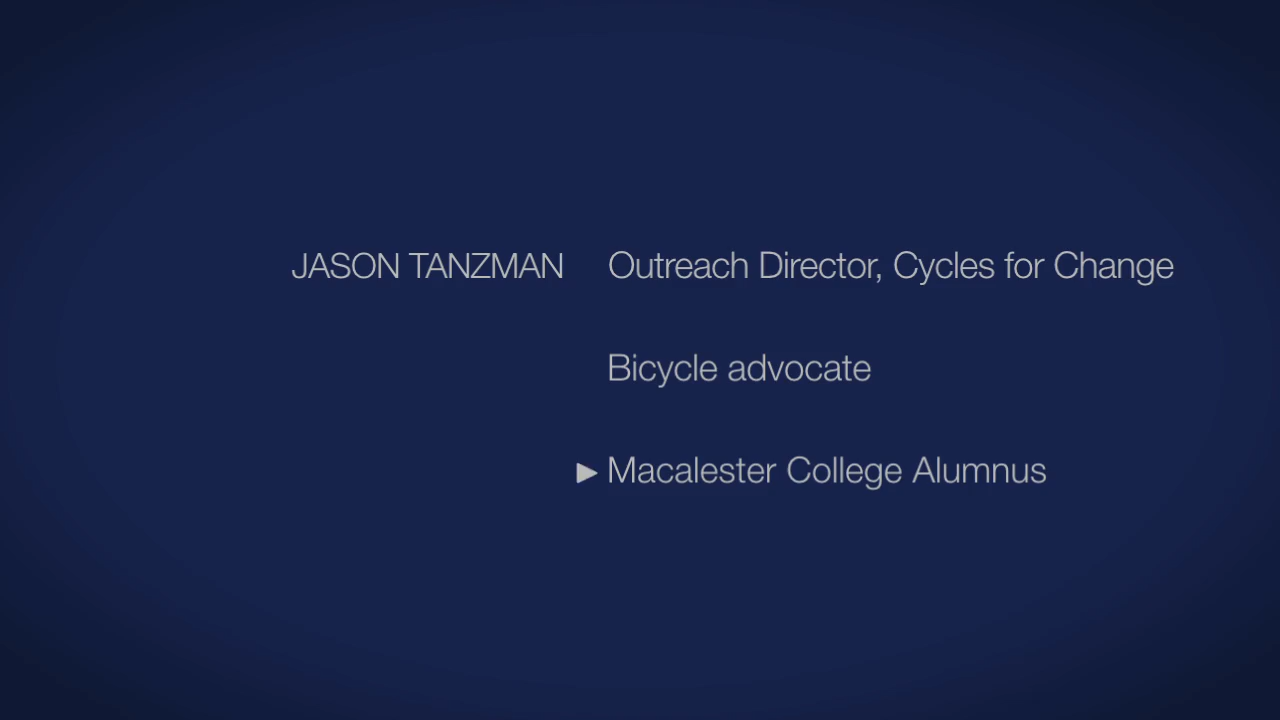 JASON TANZMAN Outreach Director, Cycles for Change
Bicycle advocate
▶ Macalester College Alumnus